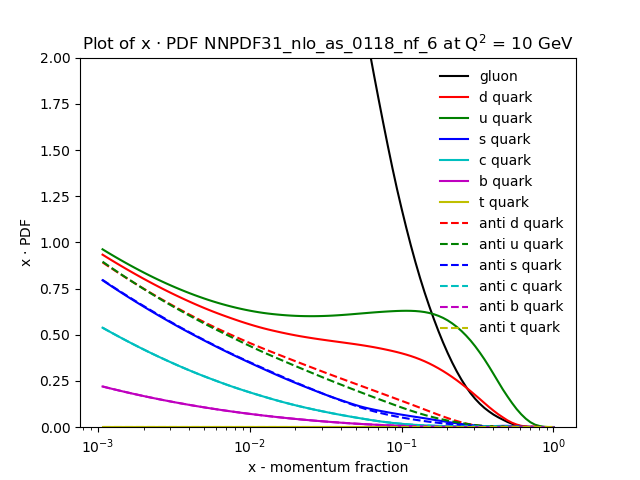 Plot of x · PDF NNPDF31_nlo_as_0118_nf_6 at Q² = 10 GeV
2.00
1.75
1.50
1.25
1.00
0.75
0.50
0.25
0.00
x · PDF
gluon
d quark
u quark
s quark
c quark
b quark
t quark
anti d quark
anti u quark
anti s quark
anti c quark
anti b quark
anti t quark
10⁻³ 10⁻² 10⁻¹ 10⁰
x - momentum fraction